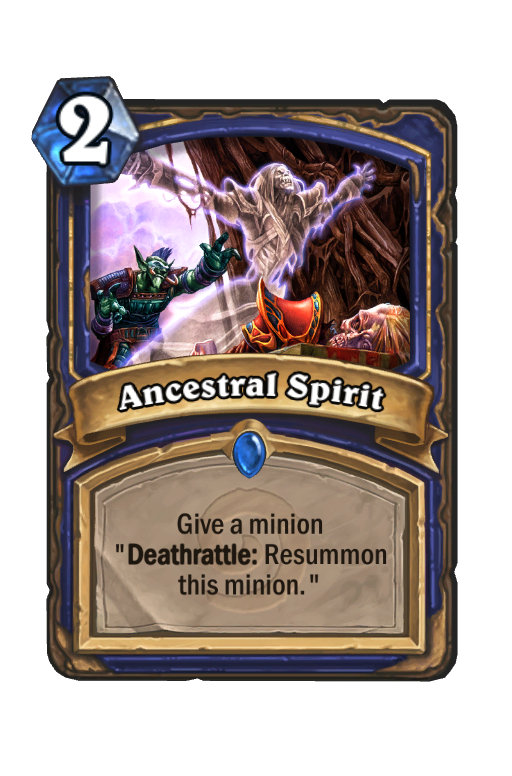 2
Ancestral Spirit
Give a minion
"Deathrattle: Resummon
this minion."